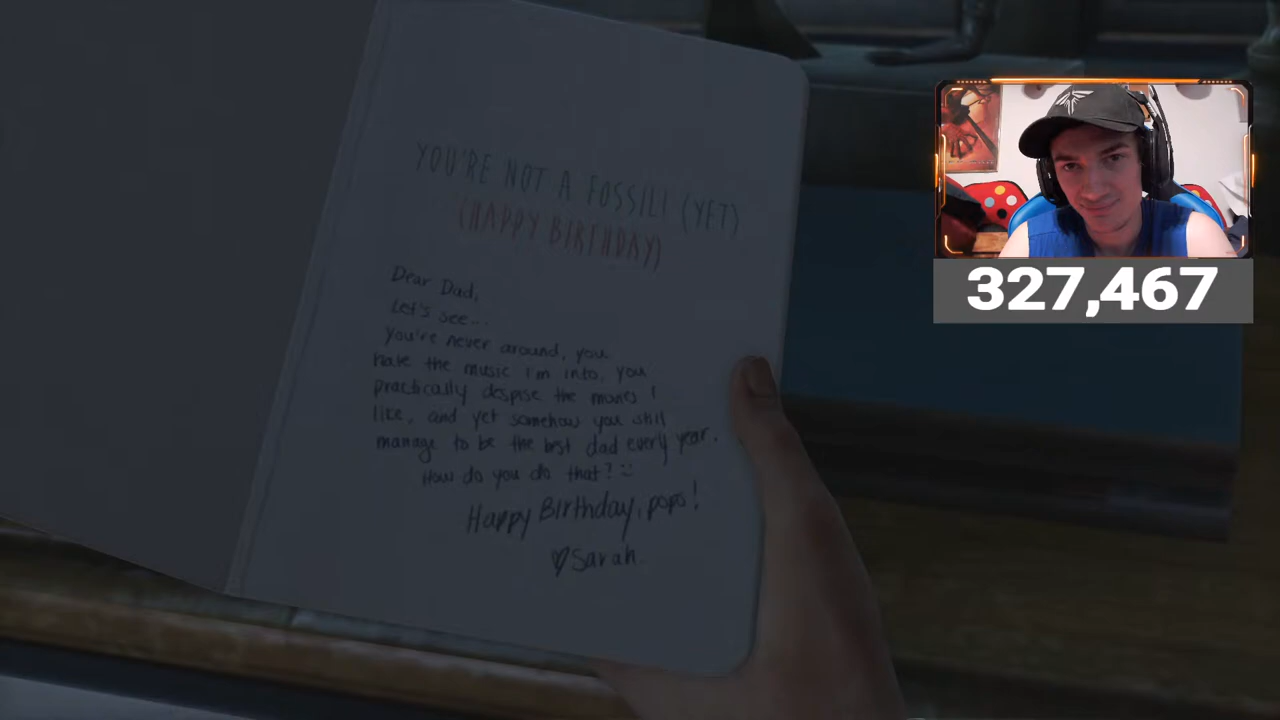 YOU'RE NOT A FOSSIL! (YET)
(HAPPY BIRTHDAY)
Dear Dad,
Let's see...
You're never around, you
hate the music I'm into, you
practically despise the movies I
like, and yet somehow you still
manage to be the best dad every year.
How do you do that? :)
Happy Birthday, pops!
♡Sarah
327,467